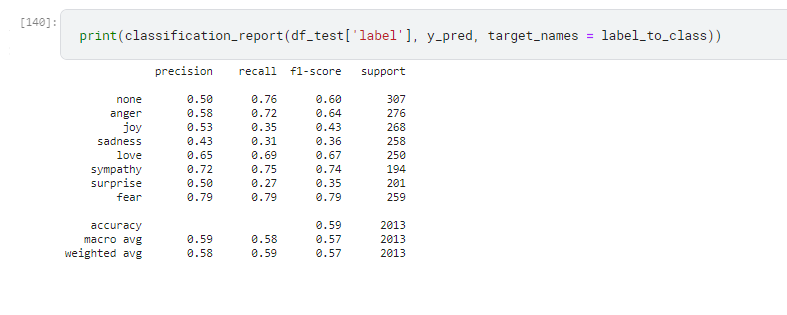 [140]:
print(classification_report(df_test['label'], y_pred, target_names = label_to_class))
precision recall f1-score support
none 0.50 0.76 0.60 307
anger 0.58 0.72 0.64 276
joy 0.53 0.35 0.43 268
sadness 0.43 0.31 0.36 258
love 0.65 0.69 0.67 250
sympathy 0.72 0.75 0.74 194
surprise 0.50 0.27 0.35 201
fear 0.79 0.79 0.79 259
accuracy 0.59 2013
macro avg 0.59 0.58 0.57 2013
weighted avg 0.58 0.59 0.57 2013